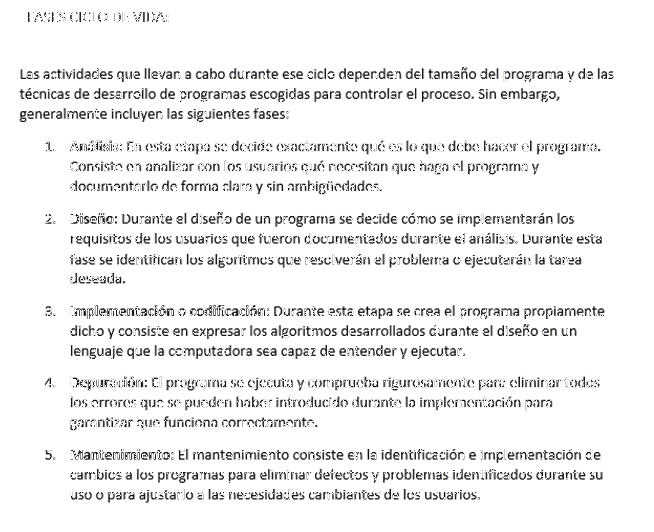 FASES CICLO DE VIDA:
Las actividades que llevan a cabo durante ese ciclo dependen del tamaño del programa y de las
técnicas de desarrollo de programas escogidas para controlar el proceso. Sin embargo,
generalmente incluyen las siguientes fases:
1. Análisis: En esta etapa se decide exactamente qué es lo que debe hacer el programa.
Consiste en analizar con los usuarios qué necesitan que haga el programa y
documentarlo de forma clara y sin ambigüedades.
2. Diseño: Durante el diseño de un programa se decide cómo se implementarán los
requisitos de los usuarios que fueron documentados durante el análisis. Durante esta
fase se identifican los algoritmos que resolverán el problema o ejecutarán la tarea
deseada.
3. Implementación o codificación: Durante esta etapa se crea el programa propiamente
dicho y consiste en expresar los algoritmos desarrollados durante el diseño en un
lenguaje que la computadora sea capaz de entender y ejecutar.
4. Depuración: El programa se ejecuta y comprueba rigurosamente para eliminar todos
los errores que se pueden haber introducido durante la implementación para
garantizar que funciona correctamente.
5. Mantenimiento: El mantenimiento consiste en la identificación e implementación de
cambios a los programas para eliminar defectos y problemas identificados durante su
uso o para ajustarlo a las necesidades cambiantes de los usuarios.